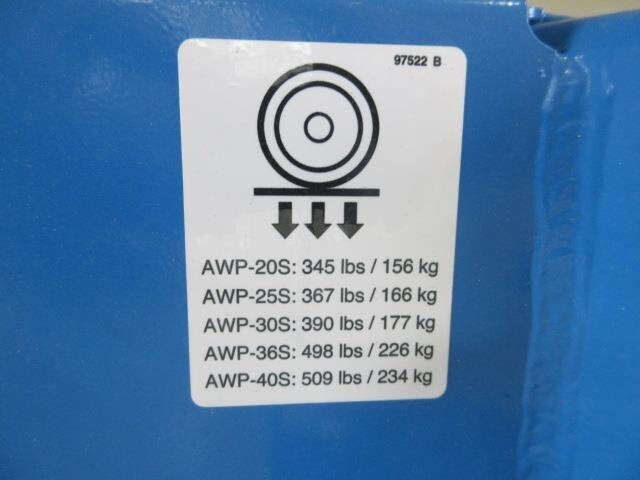 97522 B
AWP-20S: 345 lbs / 156 kg
AWP-25S: 367 lbs / 166 kg
AWP-30S: 390 lbs / 177 kg
AWP-36S: 498 lbs / 226 kg
AWP-40S: 509 lbs / 234 kg